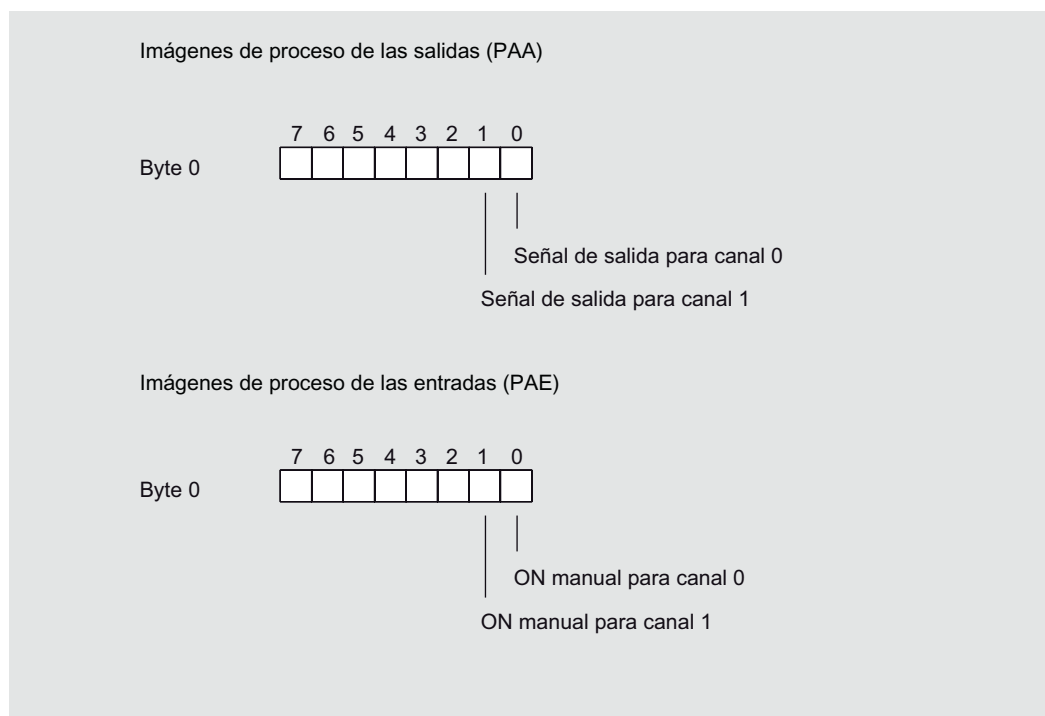 Imágenes de proceso de las salidas (PAA)
7 6 5 4 3 2 1 0
Byte 0
Señal de salida para canal 0
Señal de salida para canal 1
Imágenes de proceso de las entradas (PAE)
7 6 5 4 3 2 1 0
Byte 0
ON manual para canal 0
ON manual para canal 1